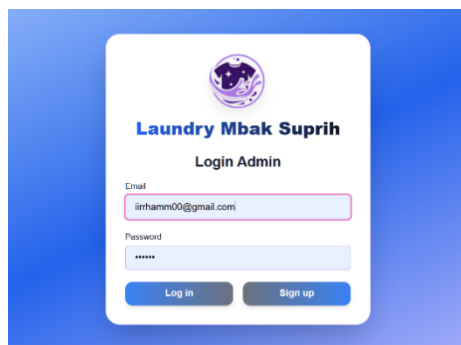 Laundry Mbak Suprih
Login Admin
Email
iirrhamm00@gmail.com
Password
••••••
Log in
Sign up